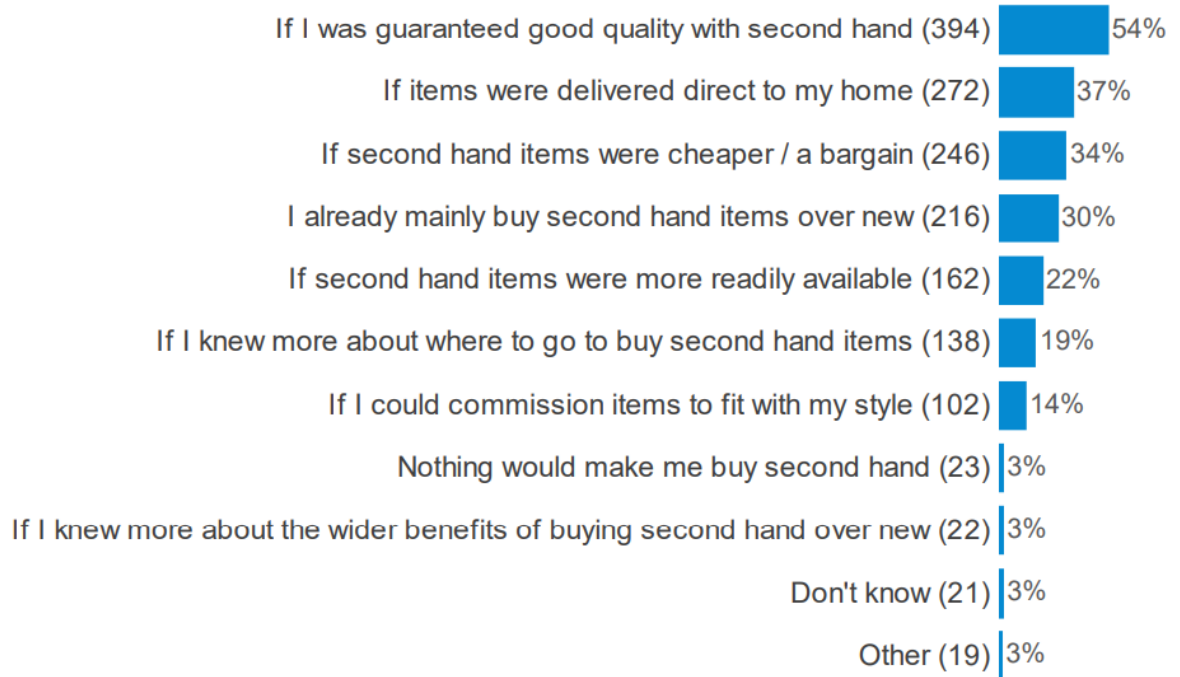 If I was guaranteed good quality with second hand (394) 54%
If items were delivered direct to my home (272) 37%
If second hand items were cheaper / a bargain (246) 34%
I already mainly buy second hand items over new (216) 30%
If second hand items were more readily available (162) 22%
If I knew more about where to go to buy second hand items (138) 19%
If I could commission items to fit with my style (102) 14%
Nothing would make me buy second hand (23) 3%
If I knew more about the wider benefits of buying second hand over new (22) 3%
Don't know (21) 3%
Other (19) 3%